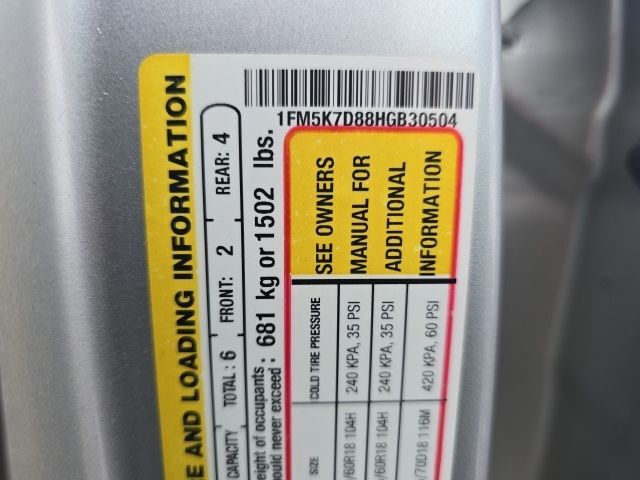 1FM5K7D88HGB30504
E AND LOADING INFORMATION
CAPACITY TOTAL: 6 FRONT: 2 REAR: 4
eight of occupants
ould never exceed : 681 kg or 1502 lbs.
SEE OWNERS
MANUAL FOR
ADDITIONAL
INFORMATION
SIZE COLD TIRE PRESSURE
/60R18 104H 240 KPA, 35 PSI
/60R18 104H 240 KPA, 35 PSI
/70D18 116M 420 KPA, 60 PSI